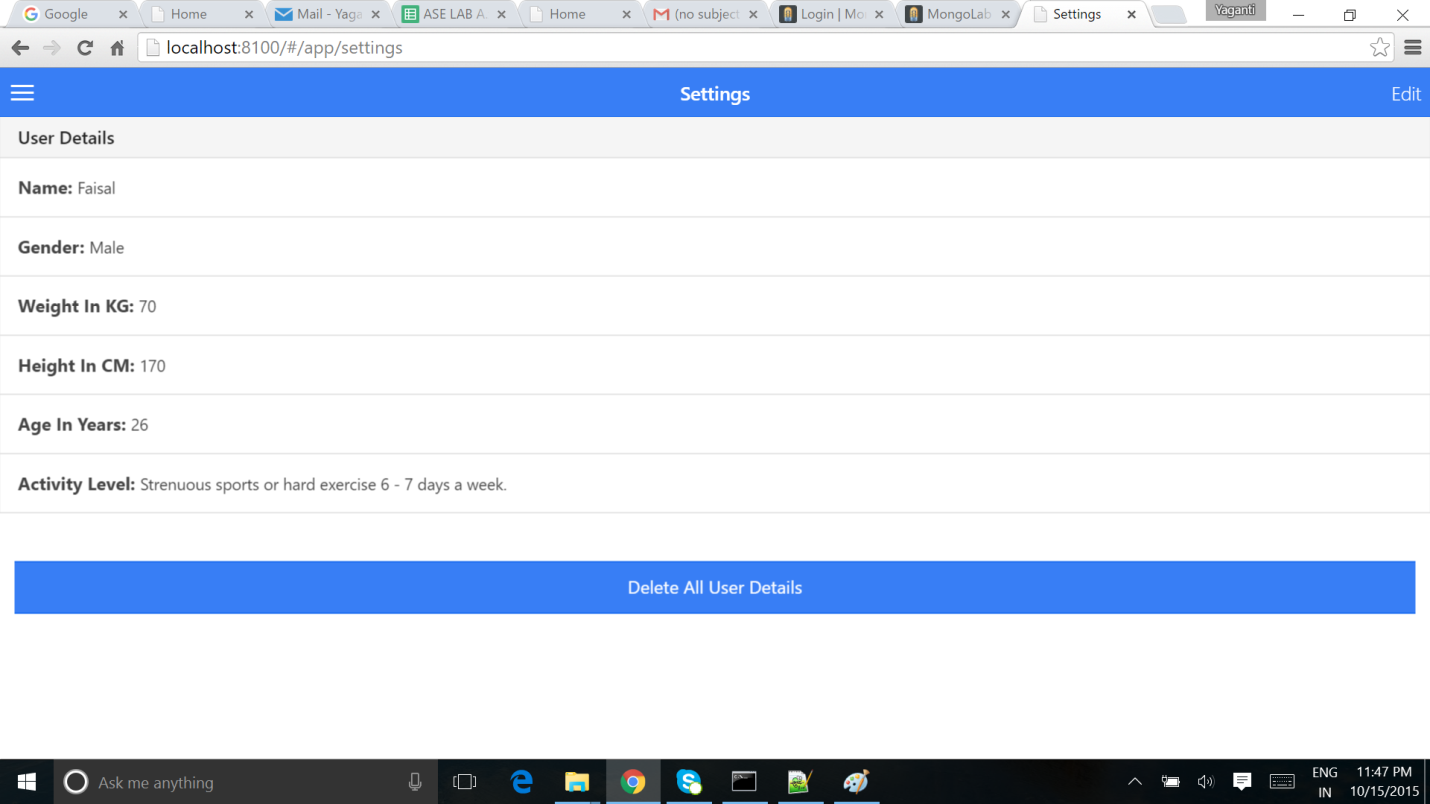 Google
Home
Mail - Yaga
ASE LAB A
Home
(no subject
Login | Mo
MongoLab
Settings
Yaganti
localhost:8100/#/app/settings
Settings
Edit
User Details
Name: Faisal
Gender: Male
Weight In KG: 70
Height In CM: 170
Age In Years: 26
Activity Level: Strenuous sports or hard exercise 6 - 7 days a week.
Delete All User Details
Ask me anything
ENG
IN
11:47 PM
10/15/2015